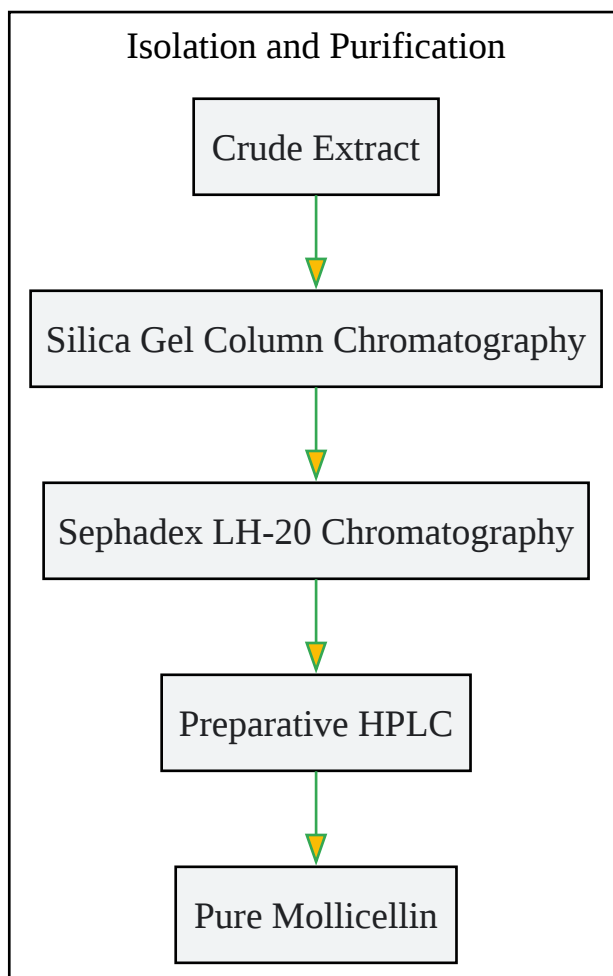 Isolation and Purification
Crude Extract
Silica Gel Column Chromatography
Sephadex LH-20 Chromatography
Preparative HPLC
Pure Mollicellin